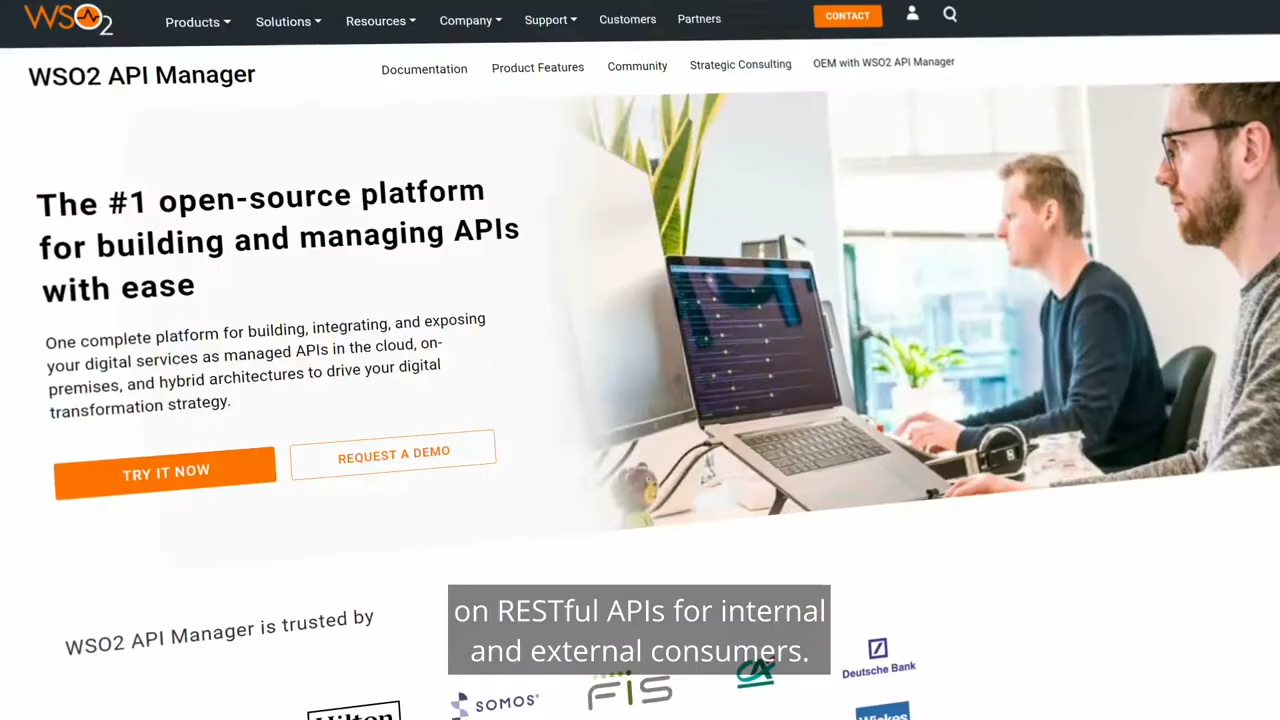 WSO2
Products
Solutions
Resources
Company
Support
Customers
Partners
CONTACT
WSO2 API Manager
Documentation
Product Features
Community
Strategic Consulting
OEM with WSO2 API Manager
The #1 open-source platform
for building and managing APIs
with ease
One complete platform for building, integrating, and exposing
your digital services as managed APIs in the cloud, on-
premises, and hybrid architectures to drive your digital
transformation strategy.
TRY IT NOW
REQUEST A DEMO
on RESTful APIs for internal
and external consumers.
WSO2 API Manager is trusted by
Hilton
SOMOS
FIS
CA
Deutsche Bank
Wickes